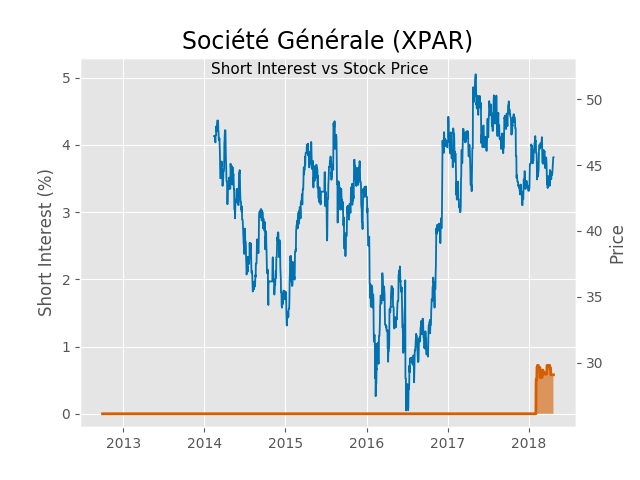 Société Générale (XPAR)
Short Interest vs Stock Price
Short Interest (%)
5
4
3
2
1
0
50
45
40
35
30
Price
2013 2014 2015 2016 2017 2018